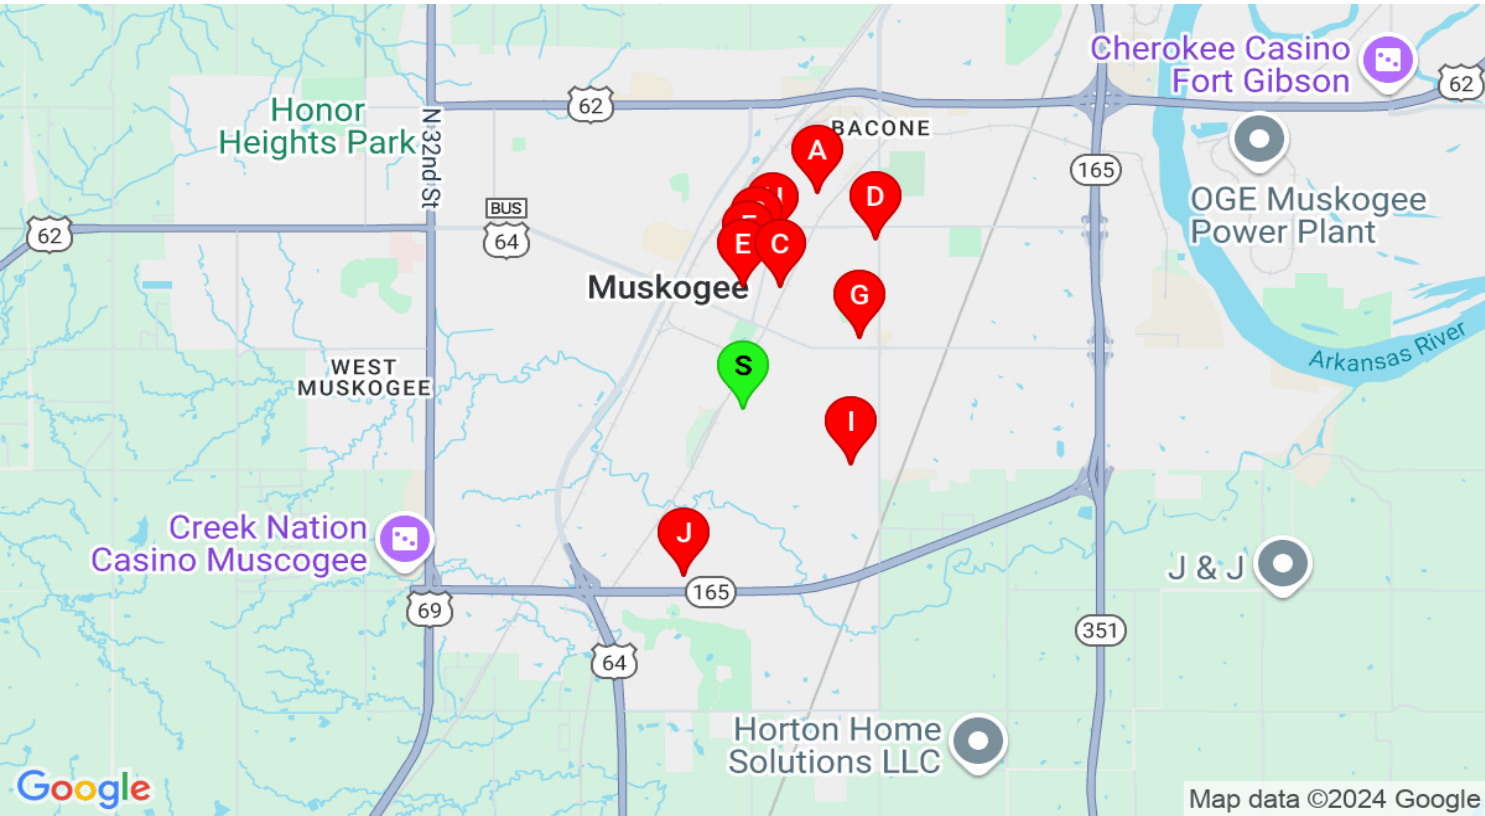 Cherokee Casino
Fort Gibson
62
62
Honor
Heights Park
N 32nd St
BACONE
A
165
D
OGE Muskogee
Power Plant
BUS
64
62
E
C
Muskogee
G
Arkansas River
WEST
MUSKOGEE
S
I
Creek Nation
Casino Muscogee
J
J & J
165
69
351
64
Horton Home
Solutions LLC
Google
Map data ©2024 Google